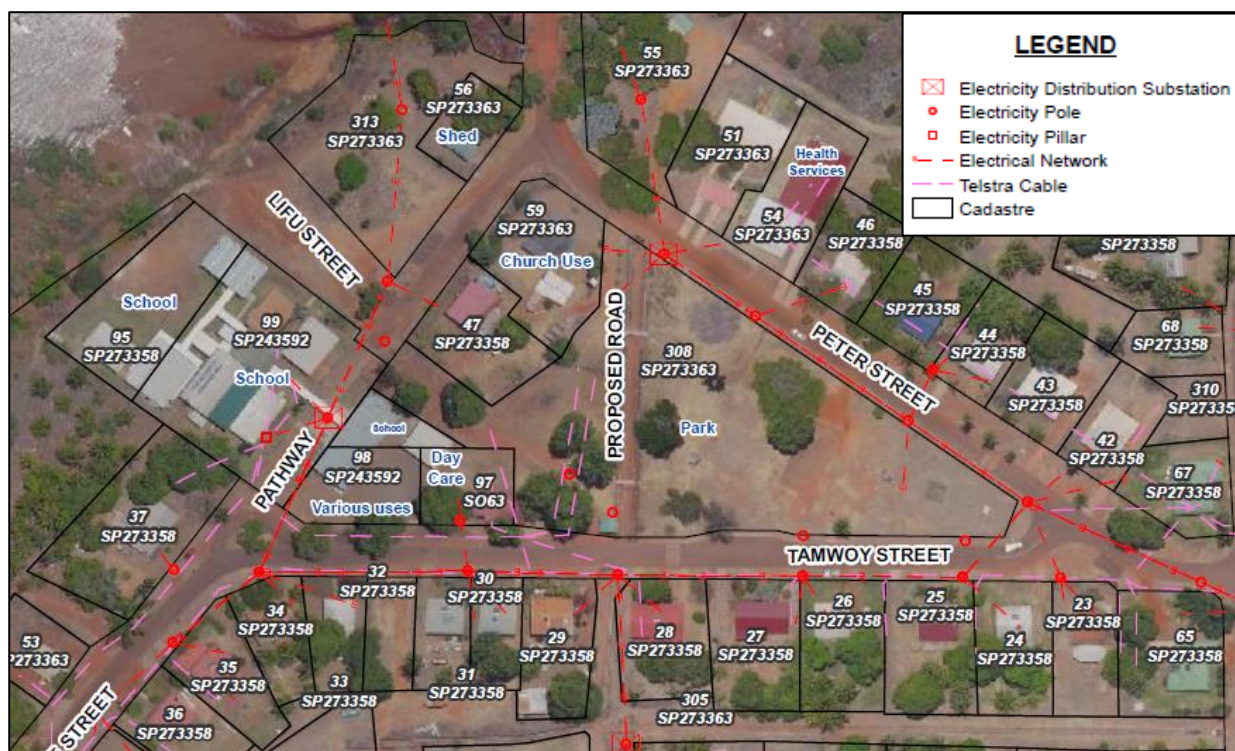 LEGEND
Electricity Distribution Substation
Electricity Pole
Electricity Pillar
Electrical Network
Telstra Cable
Cadastre
55
SP273363
56
SP273363
Shed
313
SP273363
51
SP273363
Health
Services
54
SP273363
46
SP273358
LIFU STREET
59
SP273363
Church Use
45
SP273358
School
95
SP273358
99
SP243592
School
47
SP273358
PROPOSED ROAD
308
SP273363
Park
PETER STREET
44
SP273358
43
SP273358
68
SP273358
310
42
SP273358
67
SP273358
PATHWAY
School
98
SP243592
Various uses
Day
Care
97
SO63
37
SP273358
TAMWOY STREET
32
SP273358
30
SP273358
34
SP273358
29
SP273358
28
SP273358
27
SP273358
26
SP273358
25
SP273358
24
SP273358
23
SP273358
65
SP273358
53
SP273363
35
SP273358
33
SP273358
31
SP273358
36
SP273358
305
SP273363
STREET